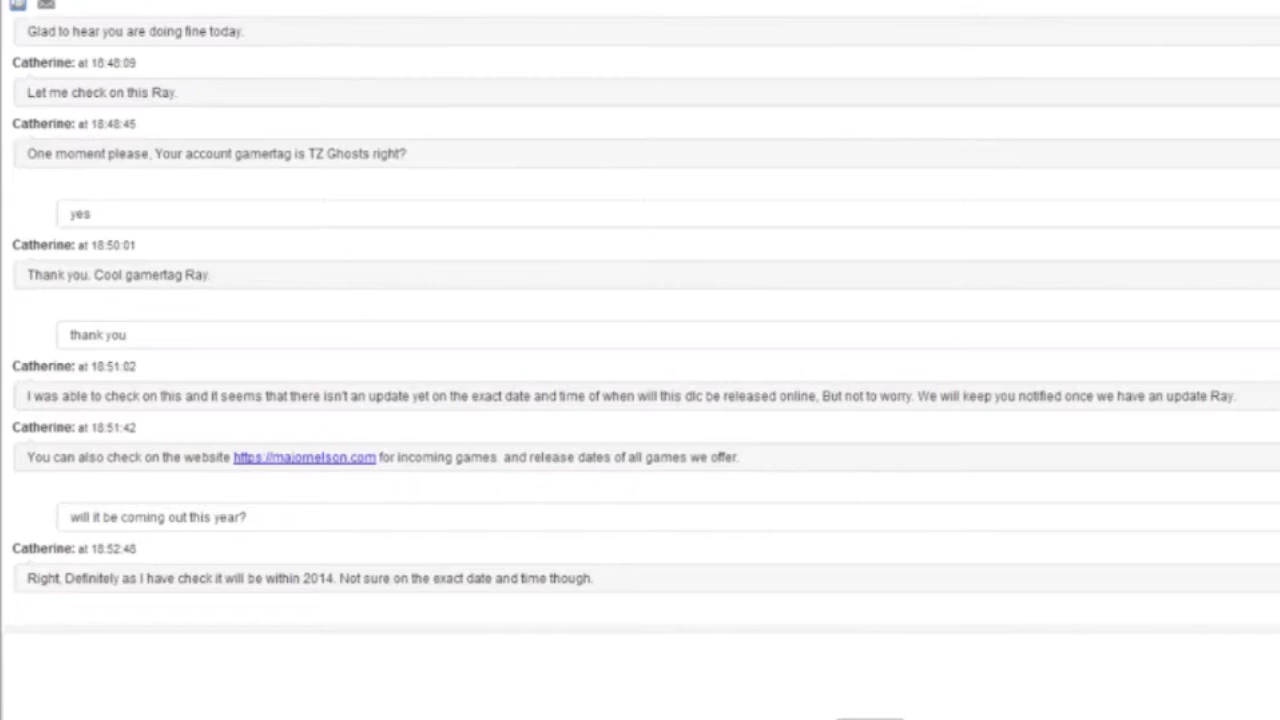 Glad to hear you are doing fine today.
Catherine: at 18:48:09
Let me check on this Ray.
Catherine: at 18:48:45
One moment please, Your account gamertag is TZ Ghosts right?
yes
Catherine: at 18:50:01
Thank you. Cool gamertag Ray.
thank you
Catherine: at 18:51:02
I was able to check on this and it seems that there isn't an update yet on the exact date and time of when will this dlc be released online, But not to worry. We will keep you notified once we have an update Ray.
Catherine: at 18:51:42
You can also check on the website https://majornelson.com for incoming games and release dates of all games we offer.
will it be coming out this year?
Catherine: at 18:52:48
Right, Definitely as I have check it will be within 2014. Not sure on the exact date and time though.